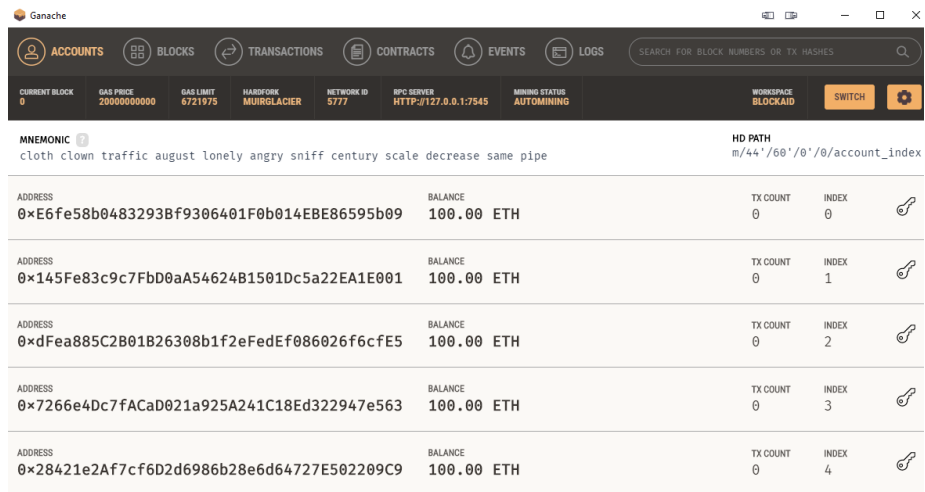 Ganache
ACCOUNTS BLOCKS TRANSACTIONS CONTRACTS EVENTS LOGS SEARCH FOR BLOCK NUMBERS OR TX HASHES
CURRENT BLOCK GAS PRICE GAS LIMIT HARDFORK NETWORK ID RPC SERVER MINING STATUS WORKSPACE
0 20000000000 6721975 MUIRGLACIER 5777 HTTP://127.0.0.1:7545 AUTOMINING BLOCKAID SWITCH
MNEMONIC ? HD PATH
cloth clown traffic august lonely angry sniff century scale decrease same pipe m/44'/60'/0'/0/account_index
ADDRESS BALANCE TX COUNT INDEX
0×E6fe58b0483293Bf9306401F0b014EBE86595b09 100.00 ETH 0 0
ADDRESS BALANCE TX COUNT INDEX
0×145Fe83c9c7FbD0aA54624B1501Dc5a22EA1E001 100.00 ETH 0 1
ADDRESS BALANCE TX COUNT INDEX
0×dFea885C2B01B26308b1f2eFedEf086026f6cfE5 100.00 ETH 0 2
ADDRESS BALANCE TX COUNT INDEX
0×7266e4Dc7fACaD021a925A241C18Ed322947e563 100.00 ETH 0 3
ADDRESS BALANCE TX COUNT INDEX
0×28421e2Af7cf6D2d6986b28e6d64727E502209C9 100.00 ETH 0 4